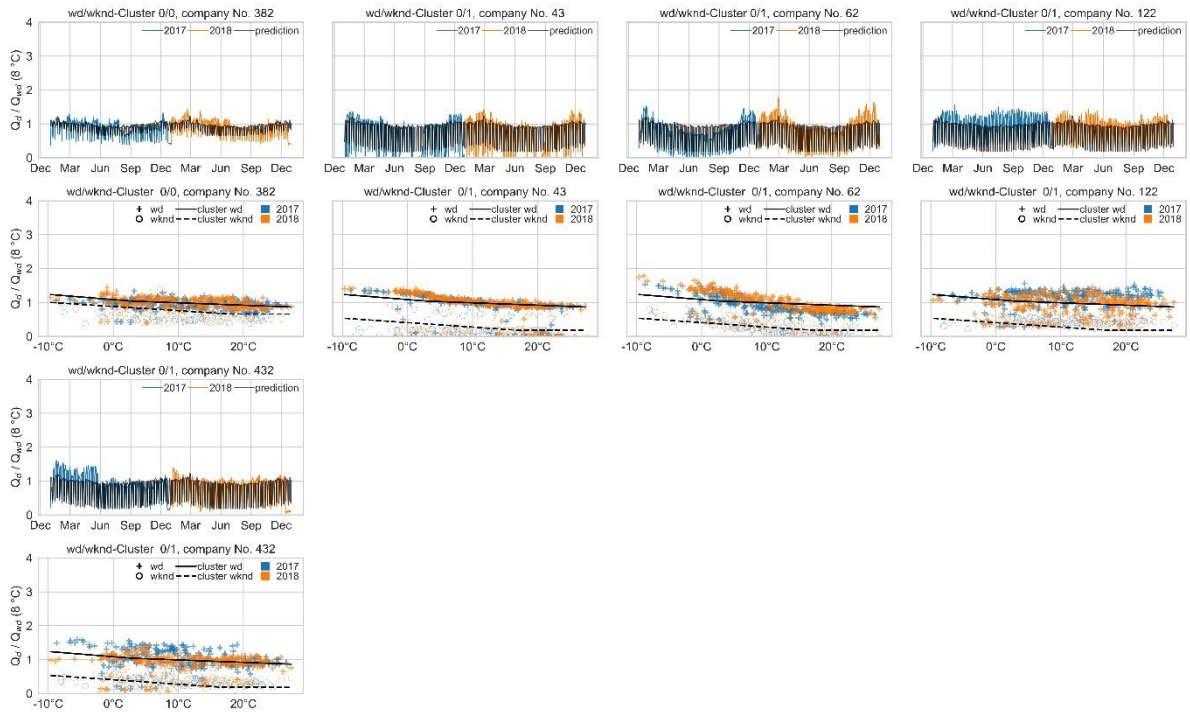 wd/wknd-Cluster 0/0, company No. 382
wd/wknd-Cluster 0/1, company No. 43
wd/wknd-Cluster 0/1, company No. 62
wd/wknd-Cluster 0/1, company No. 122
2017 2018 prediction
2017 2018 prediction
2017 2018 prediction
2017 2018 prediction
Q_d / Q_wd (8 °C)
4
3
2
1
0
Dec Mar Jun Sep Dec Mar Jun Sep Dec
Dec Mar Jun Sep Dec Mar Jun Sep Dec
Dec Mar Jun Sep Dec Mar Jun Sep Dec
Dec Mar Jun Sep Dec Mar Jun Sep Dec
wd/wknd-Cluster 0/0, company No. 382
wd/wknd-Cluster 0/1, company No. 43
wd/wknd-Cluster 0/1, company No. 62
wd/wknd-Cluster 0/1, company No. 122
wd cluster wd 2017
wknd cluster wknd 2018
wd cluster wd 2017
wknd cluster wknd 2018
wd cluster wd 2017
wknd cluster wknd 2018
wd cluster wd 2017
wknd cluster wknd 2018
Q_d / Q_wd (8 °C)
4
3
2
1
0
-10°C 0°C 10°C 20°C
-10°C 0°C 10°C 20°C
-10°C 0°C 10°C 20°C
-10°C 0°C 10°C 20°C
wd/wknd-Cluster 0/1, company No. 432
2017 2018 prediction
Q_d / Q_wd (8 °C)
4
3
2
1
0
Dec Mar Jun Sep Dec Mar Jun Sep Dec
wd/wknd-Cluster 0/1, company No. 432
wd cluster wd 2017
wknd cluster wknd 2018
Q_d / Q_wd (8 °C)
4
3
2
1
0
-10°C 0°C 10°C 20°C